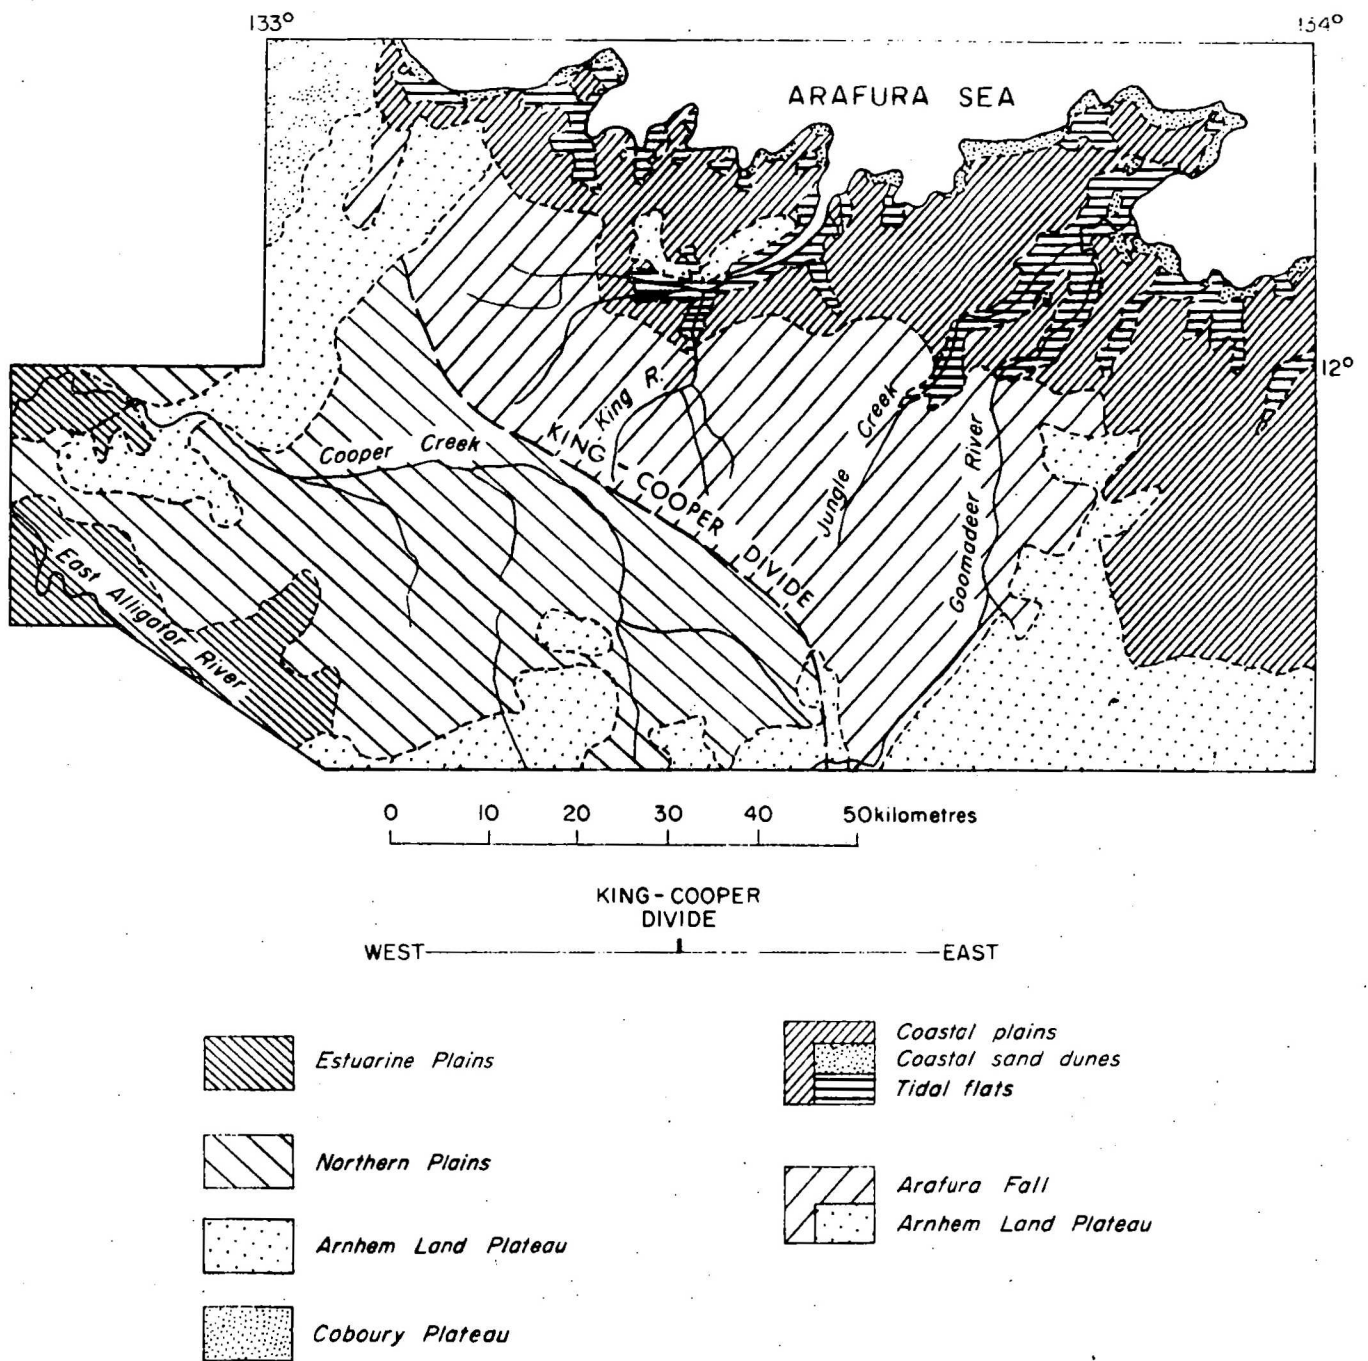 133° 134°
ARAFURA SEA
12°
King R.
Cooper Creek
KING-COOPER DIVIDE
Jungle Creek
Goomadeer River
East Alligator River
0 10 20 30 40 50 kilometres
KING-COOPER
DIVIDE
WEST EAST
Estuarine Plains
Northern Plains
Arnhem Land Plateau
Coboury Plateau
Coastal plains
Coastal sand dunes
Tidal flats
Arafura Fall
Arnhem Land Plateau